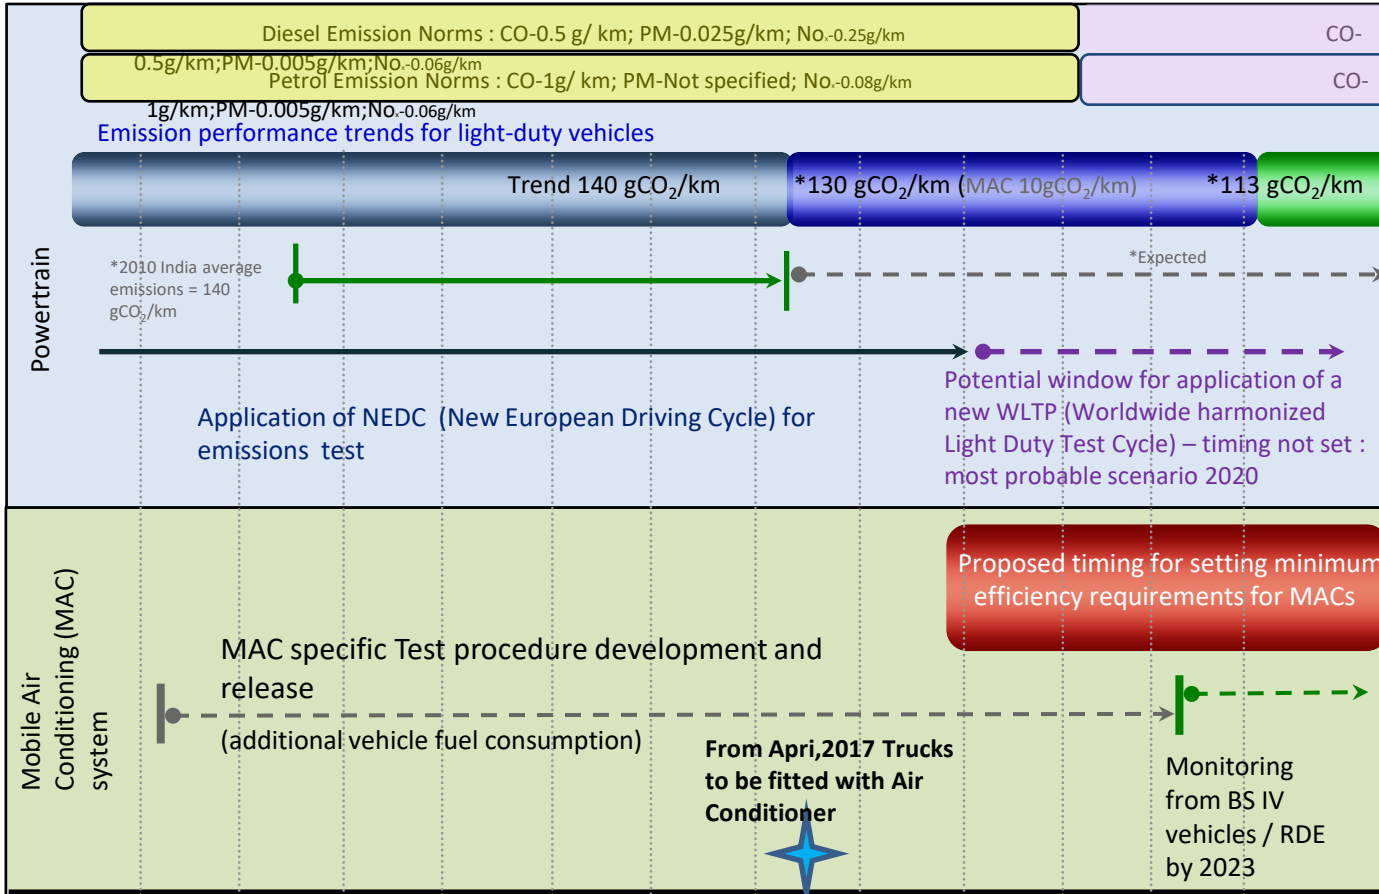 Diesel Emission Norms : CO-0.5 g/ km; PM-0.025g/km; Noₓ-0.25g/km CO-
0.5g/km;PM-0.005g/km;Noₓ-0.06g/km
Petrol Emission Norms : CO-1g/ km; PM-Not specified; Noₓ-0.08g/km CO-
1g/km;PM-0.005g/km;Noₓ-0.06g/km
Emission performance trends for light-duty vehicles
Trend 140 gCO₂/km
*130 gCO₂/km (MAC 10gCO₂/km)
*113 gCO₂/km
*2010 India average
emissions = 140
gCO₂/km
*Expected
Powertrain
Application of NEDC (New European Driving Cycle) for
emissions test
Potential window for application of a
new WLTP (Worldwide harmonized
Light Duty Test Cycle) – timing not set :
most probable scenario 2020
Proposed timing for setting minimum
efficiency requirements for MACs
Mobile Air
Conditioning (MAC)
system
MAC specific Test procedure development and
release
(additional vehicle fuel consumption)
From Apri,2017 Trucks
to be fitted with Air
Conditioner
Monitoring
from BS IV
vehicles / RDE
by 2023